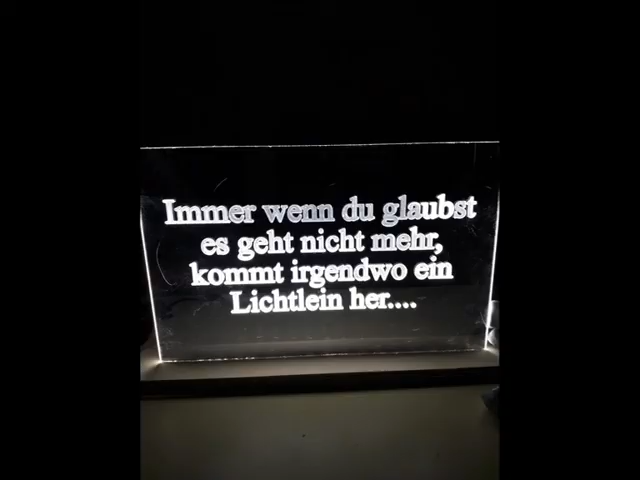 Immer wenn du glaubst
es geht nicht mehr,
kommt irgendwo ein
Lichtlein her....